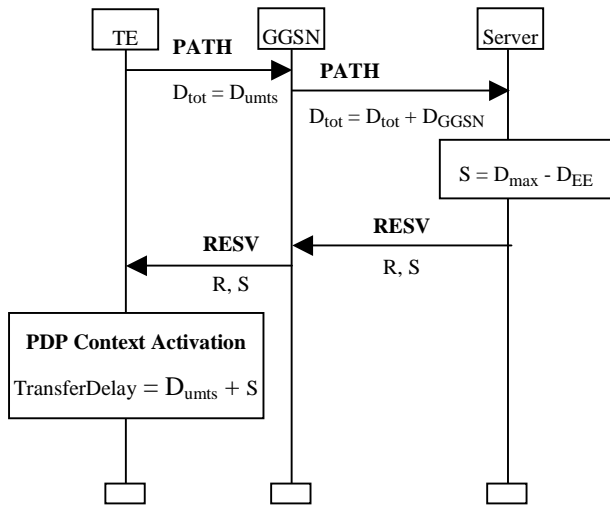 TE
GGSN
Server
PATH
PATH
D_tot = D_umts
D_tot = D_tot + D_GGSN
S = D_max - D_EE
RESV
RESV
R, S
R, S
PDP Context Activation
TransferDelay = D_umts + S